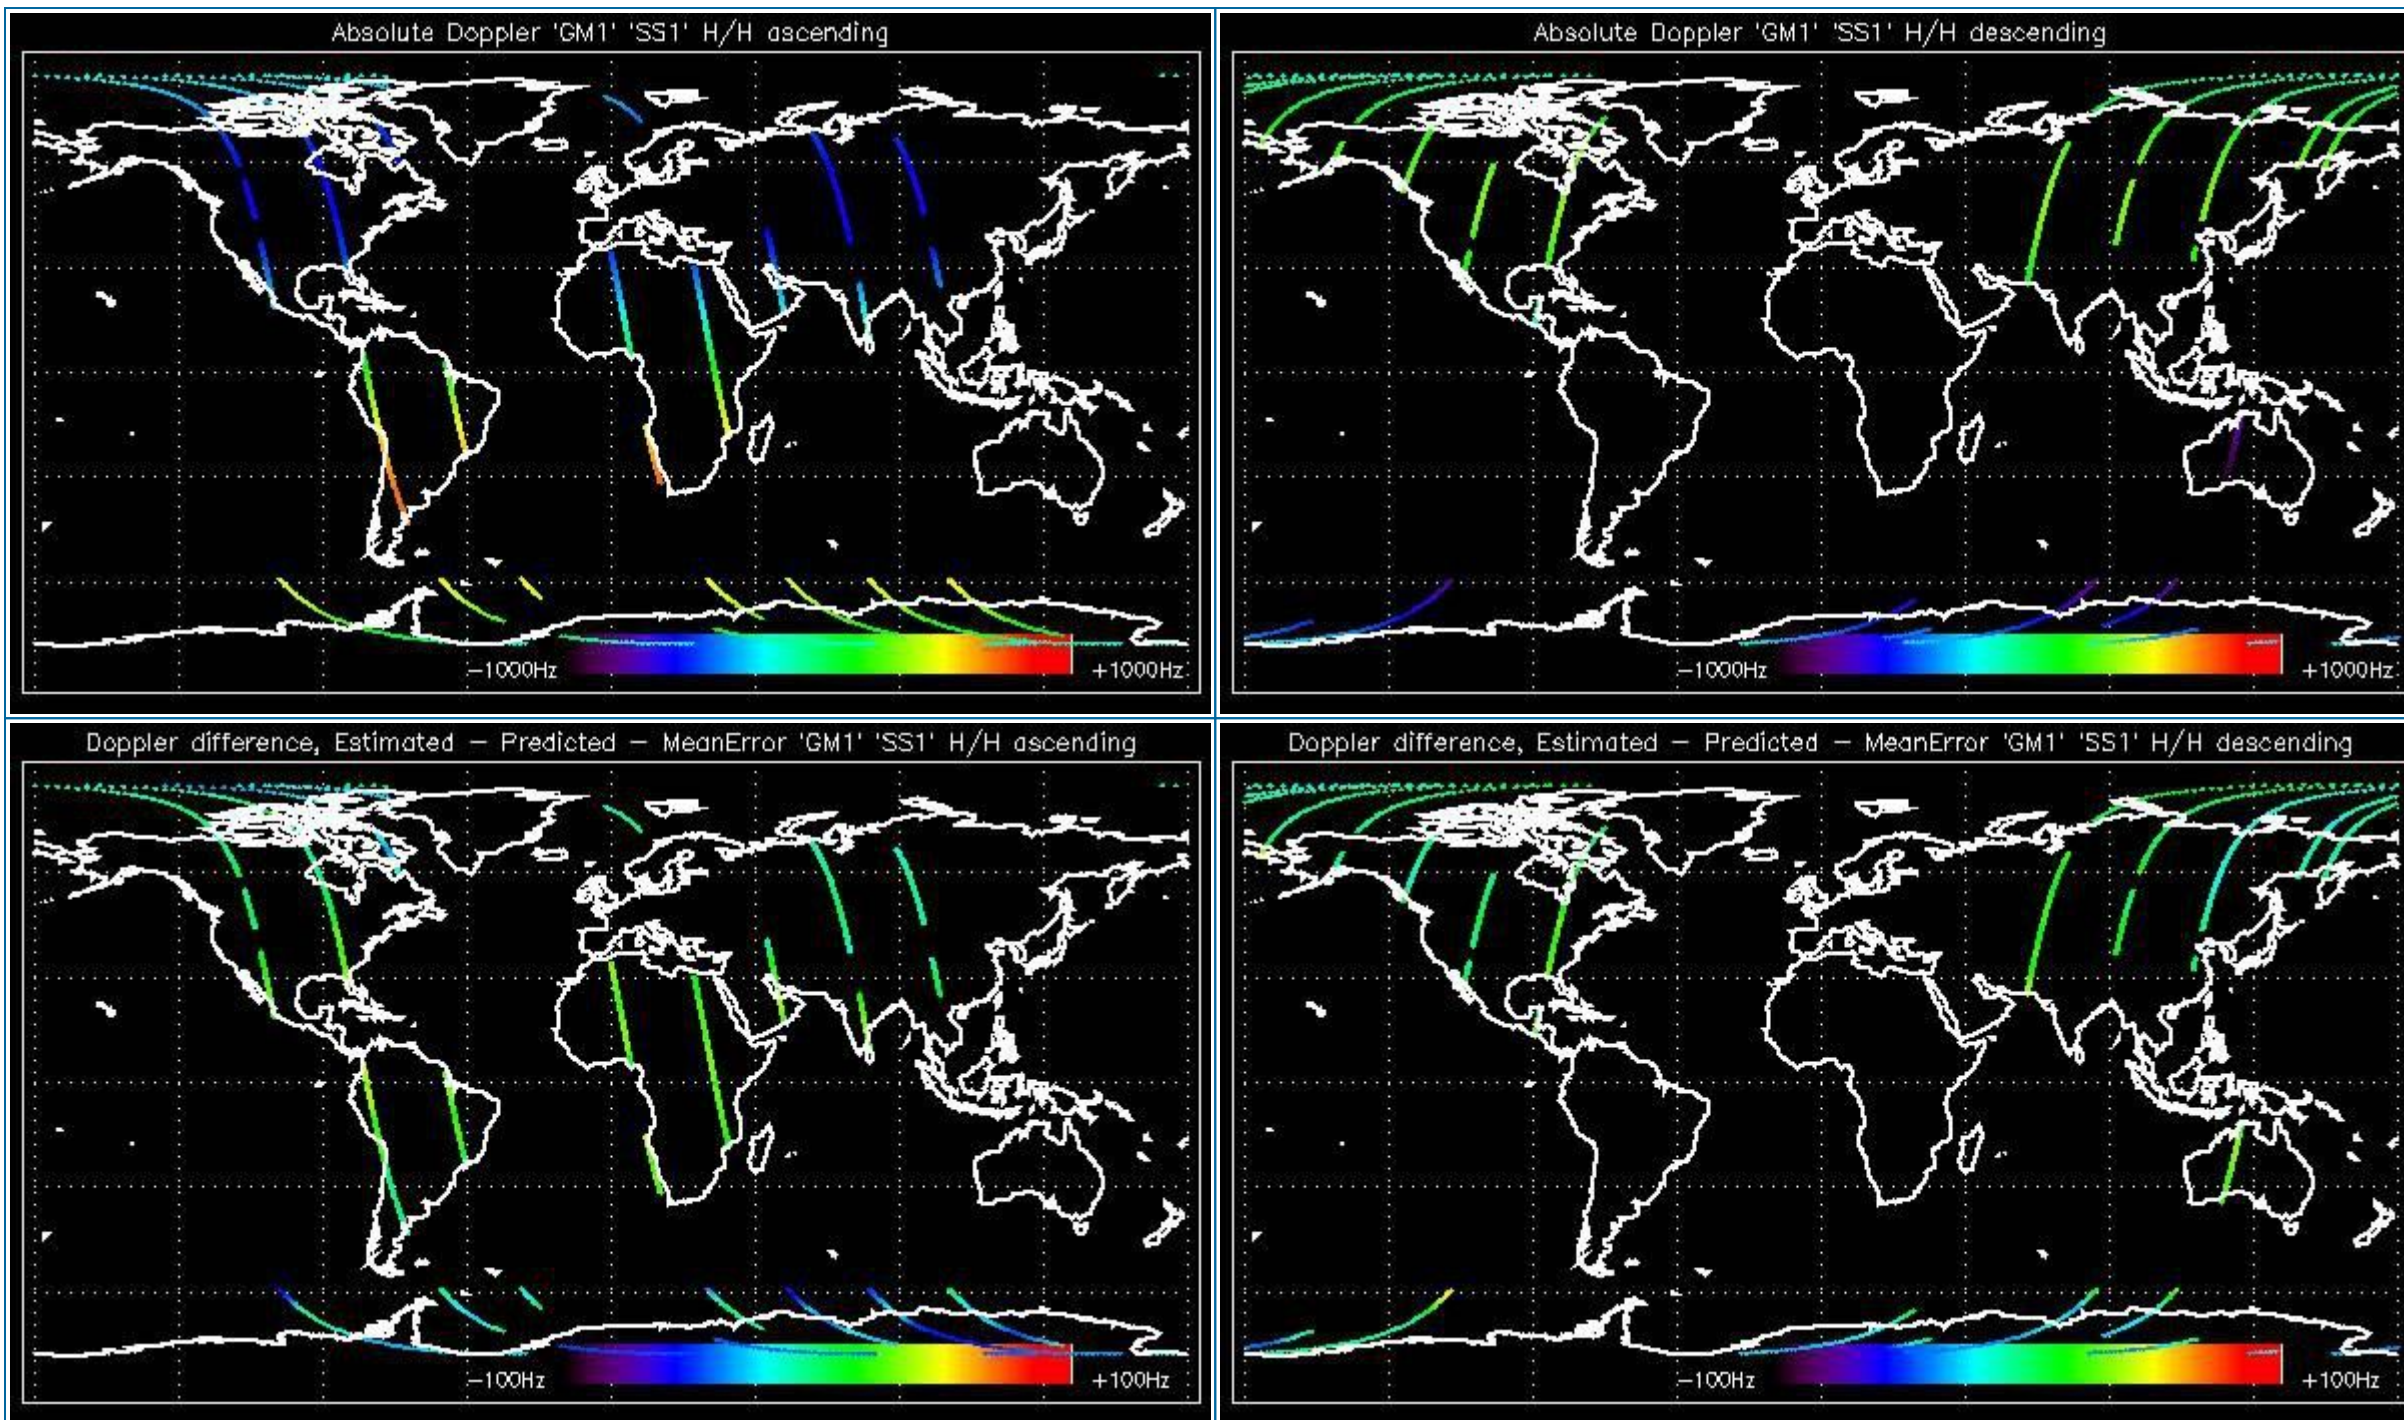 Absolute Doppler 'GM1' 'SS1' H/H ascending
-1000Hz
+1000Hz
Absolute Doppler 'GM1' 'SS1' H/H descending
-1000Hz
+1000Hz
Doppler difference, Estimated - Predicted - MeanError 'GM1' 'SS1' H/H ascending
-100Hz
+100Hz
Doppler difference, Estimated - Predicted - MeanError 'GM1' 'SS1' H/H descending
-100Hz
+100Hz